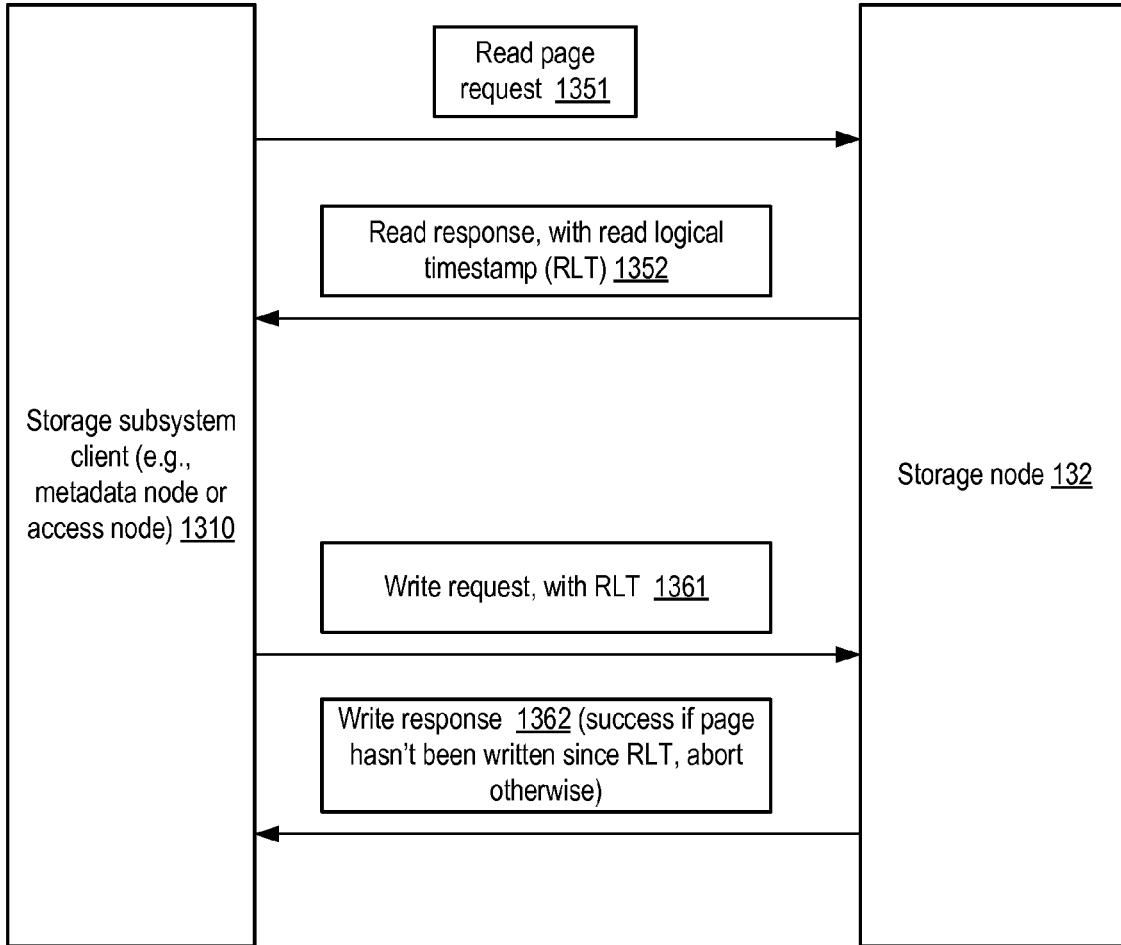 Read page
request 1351
Read response, with read logical
timestamp (RLT) 1352
Storage subsystem
client (e.g.,
metadata node or
access node) 1310
Storage node 132
Write request, with RLT 1361
Write response 1362 (success if page
hasn't been written since RLT, abort
otherwise)